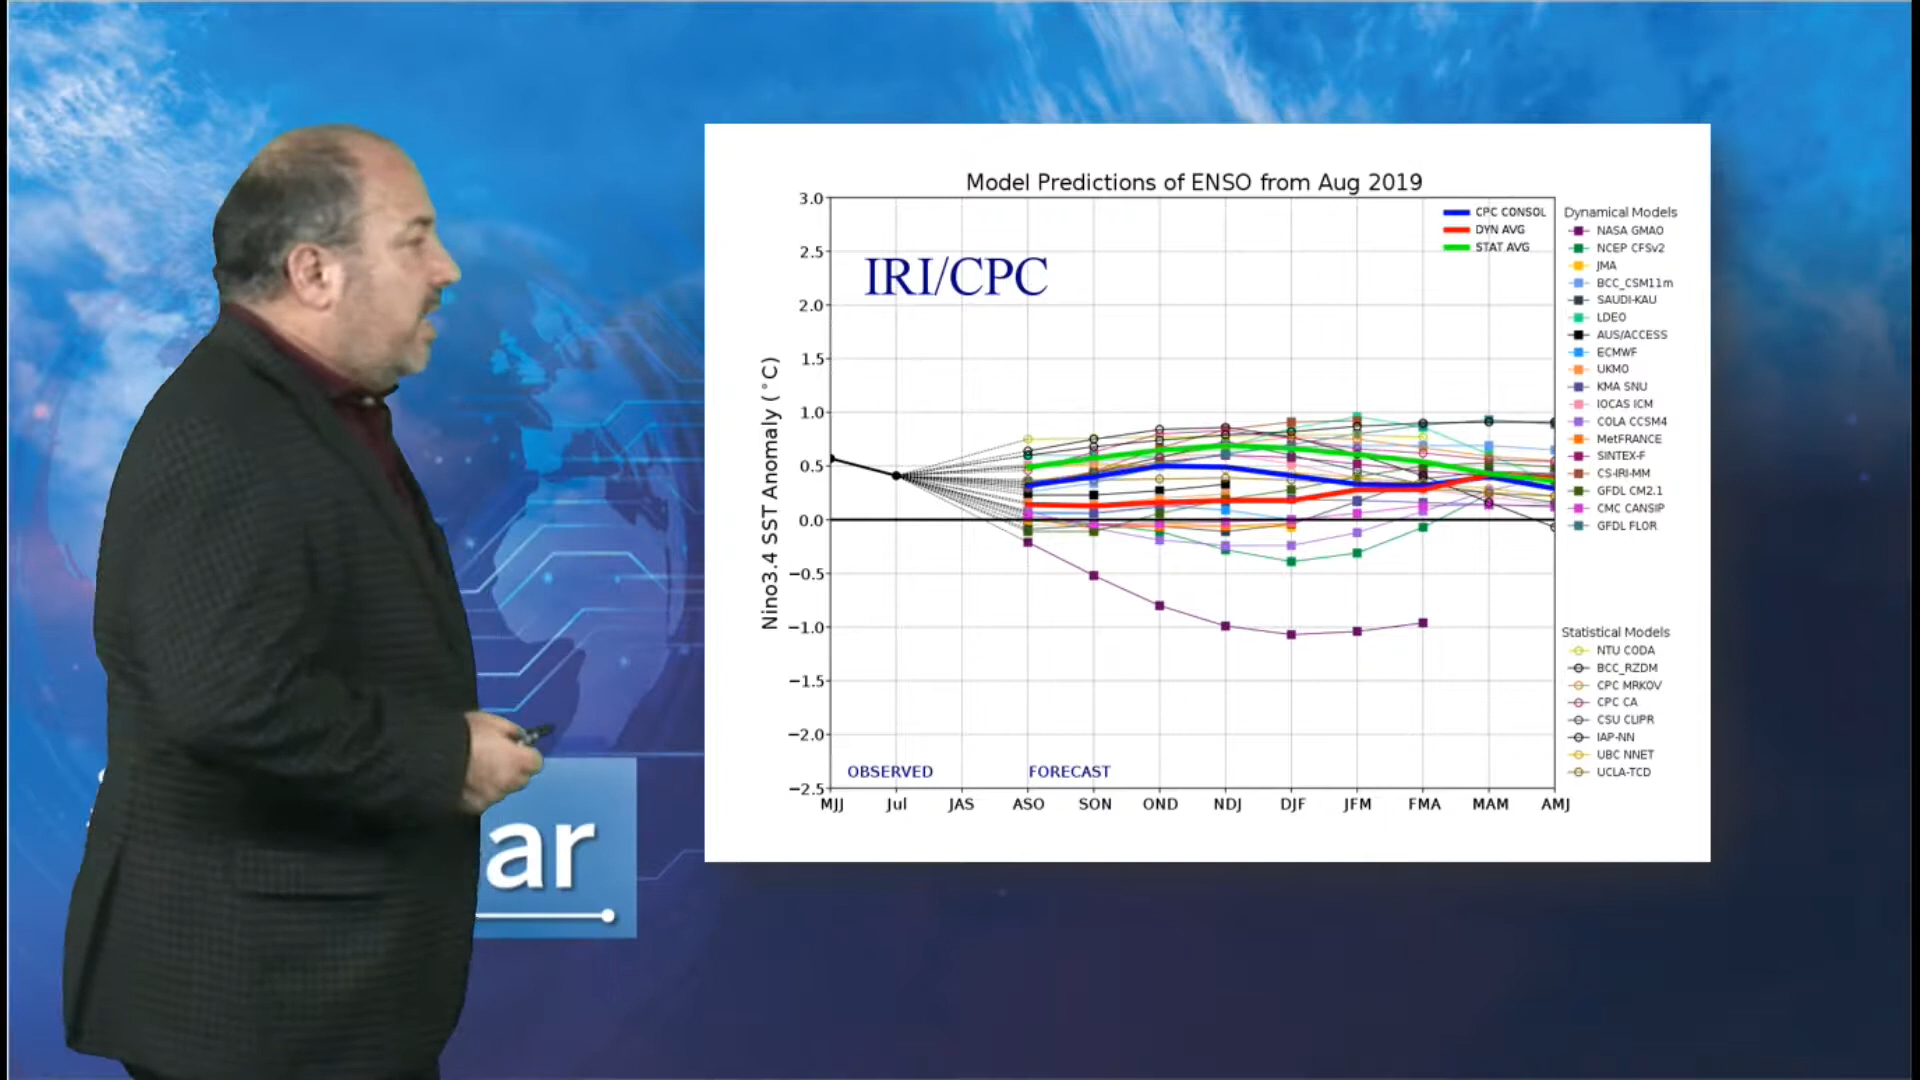 Model Predictions of ENSO from Aug 2019
IRI/CPC
CPC CONSOL
DYN AVG
STAT AVG
Nino3.4 SST Anomaly (°C)
3.0
2.5
2.0
1.5
1.0
0.5
0.0
−0.5
−1.0
−1.5
−2.0
−2.5
OBSERVED
FORECAST
MJJ Jul JAS ASO SON OND NDJ DJF JFM FMA MAM AMJ
Dynamical Models
NASA GMAO
NCEP CFSv2
JMA
BCC_CSM11m
SAUDI-KAU
LDEO
AUS/ACCESS
ECMWF
UKMO
KMA SNU
IOCAS ICM
COLA CCSM4
MetFRANCE
SINTEX-F
CS-IRI-MM
GFDL CM2.1
CMC CANSIP
GFDL FLOR
Statistical Models
NTU CODA
BCC_RZDM
CPC MRKOV
CPC CA
CSU CLIPR
IAP-NN
UBC NNET
UCLA-TCD
ar